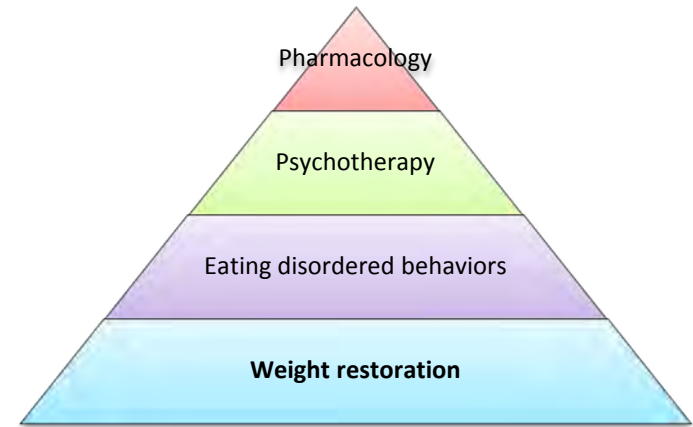 Pharmacology
Psychotherapy
Eating disordered behaviors
Weight restoration